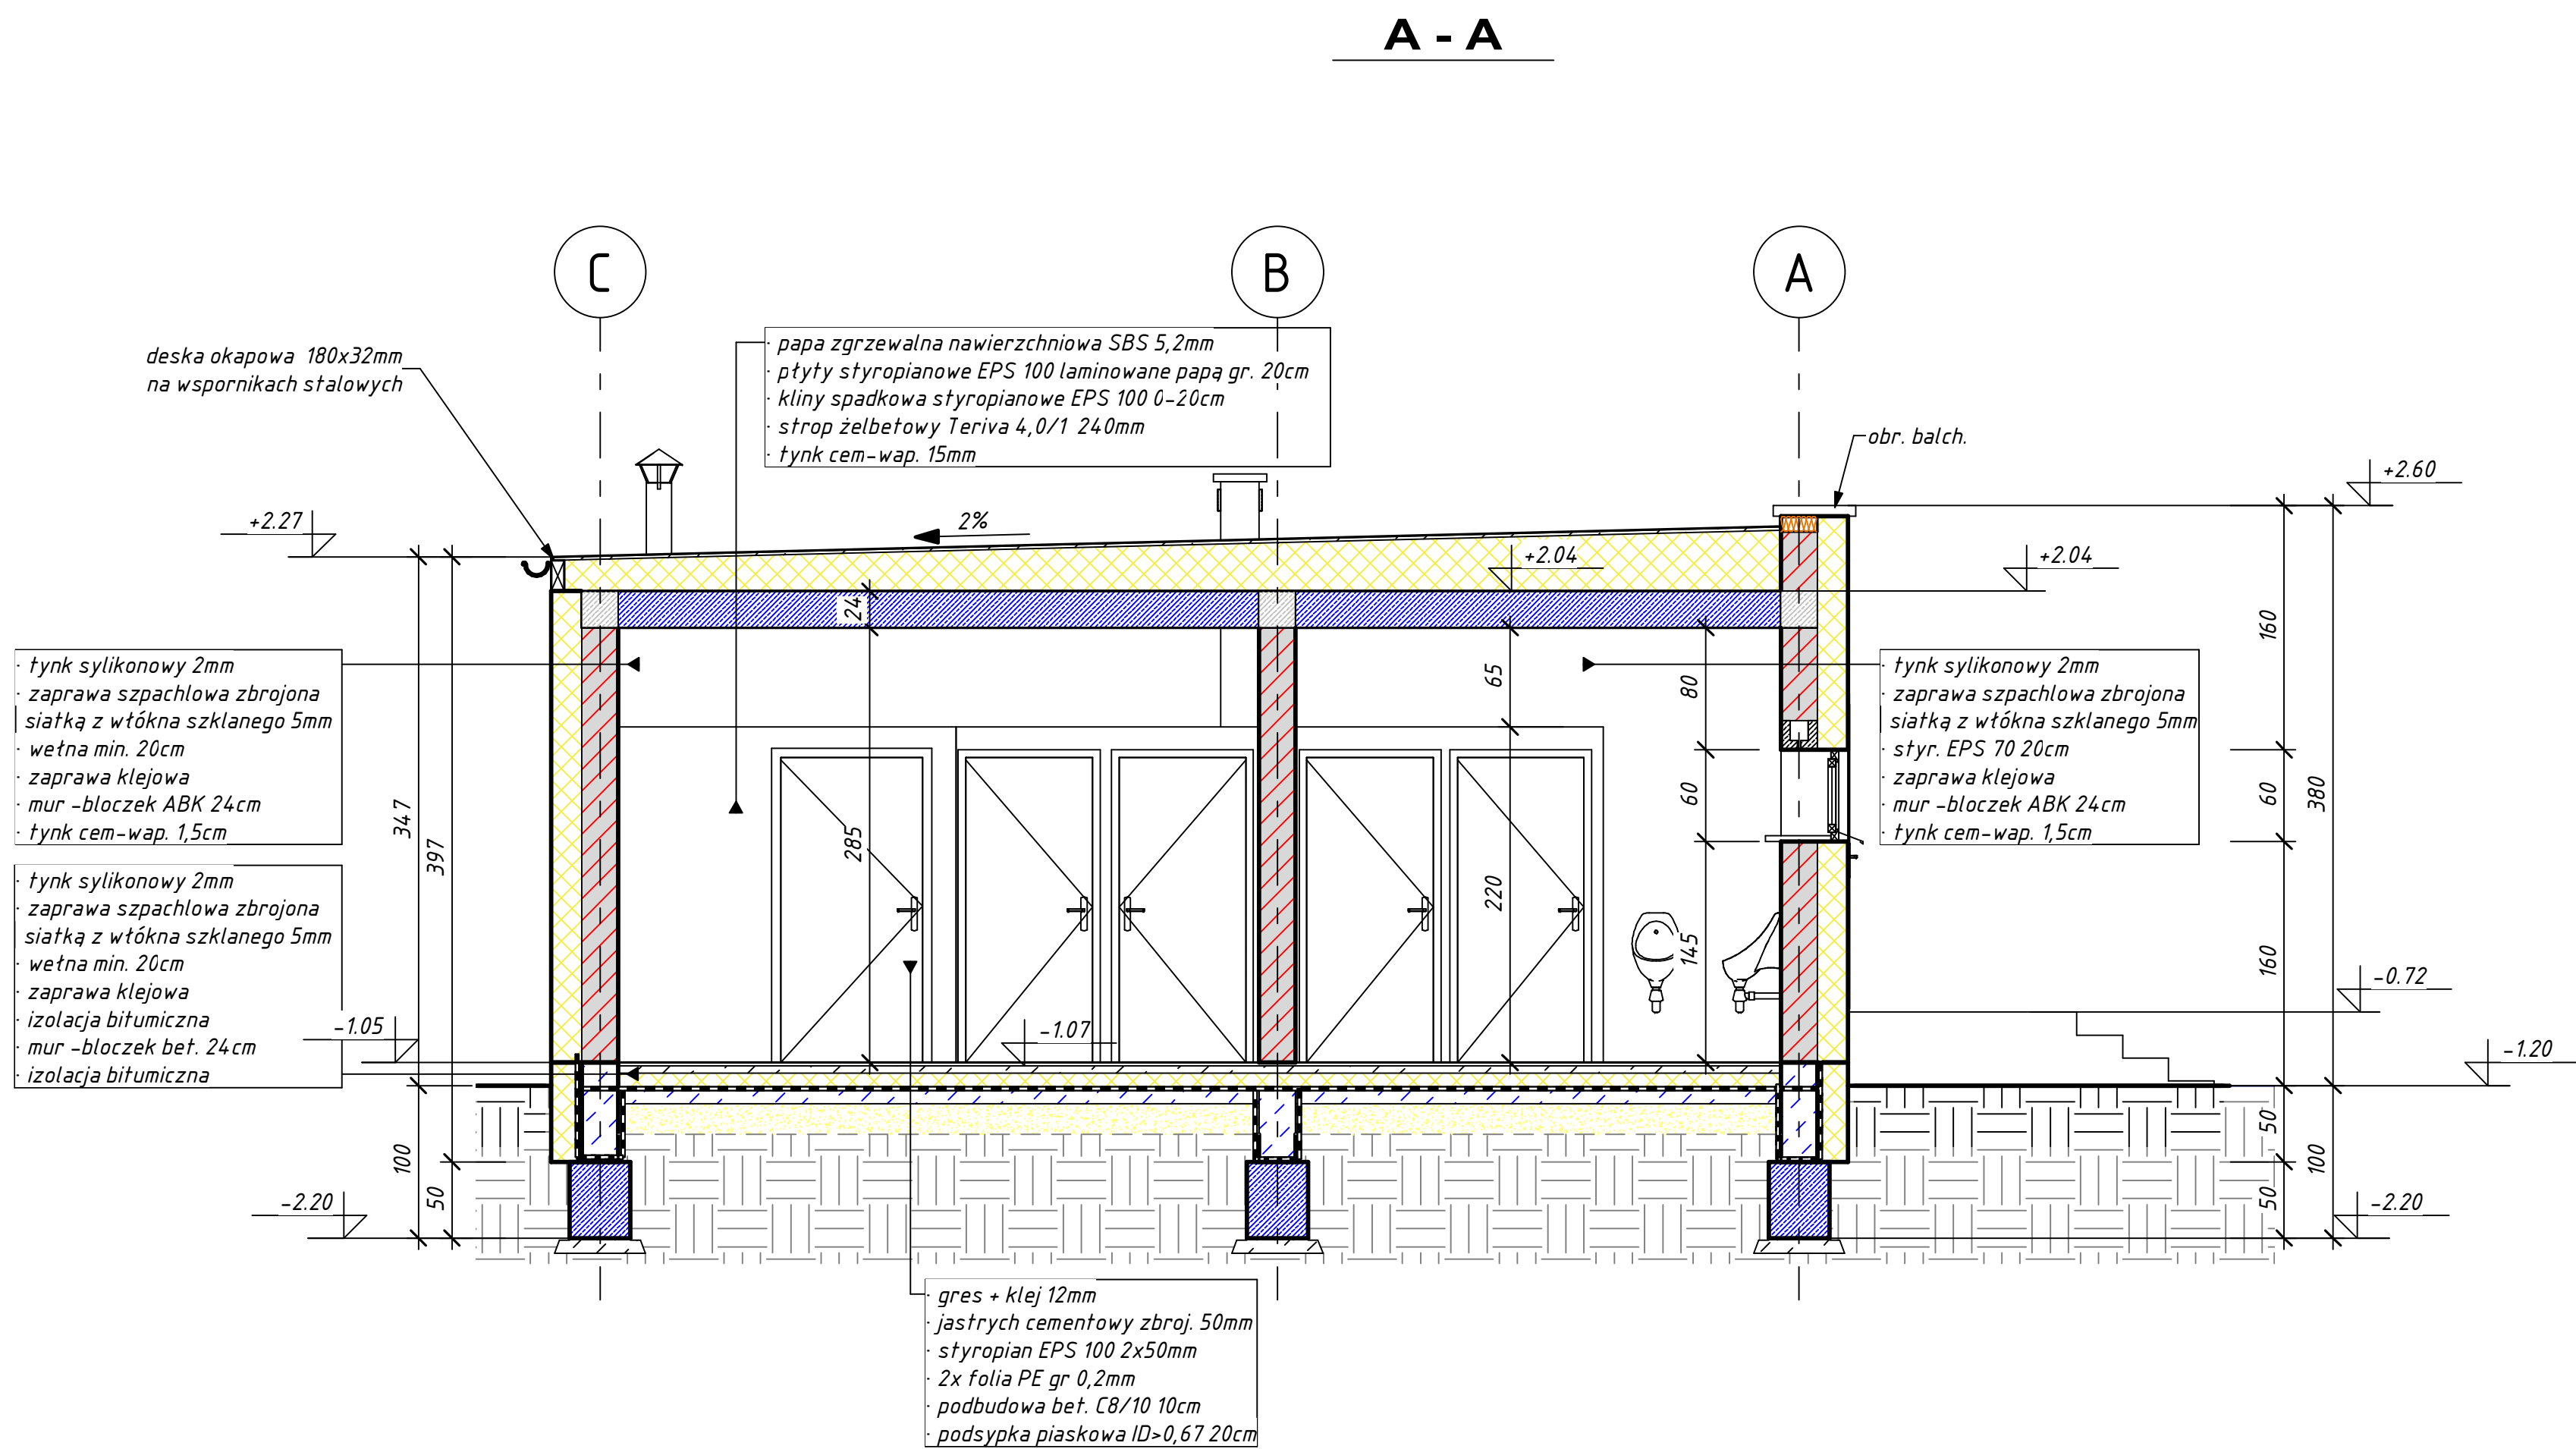 A - A
C
B
A
deska okapowa 180x32mm
na wspornikach stalowych
· papa zgrzewalna nawierzchniowa SBS 5,2mm
· płyty styropianowe EPS 100 laminowane papą gr. 20cm
· kliny spadkowa styropianowe EPS 100 0-20cm
· strop żelbetowy Teriva 4,0/1 240mm
· tynk cem-wap. 15mm
obr. balch.
+2.60
+2.27
2%
+2.04
+2.04
24
160
65
80
· tynk sylikonowy 2mm
· zaprawa szpachlowa zbrojona
siatką z włókna szklanego 5mm
· wełna min. 20cm
· zaprawa klejowa
· mur -bloczek ABK 24cm
· tynk cem-wap. 1,5cm
· tynk sylikonowy 2mm
· zaprawa szpachlowa zbrojona
siatką z włókna szklanego 5mm
· styr. EPS 70 20cm
· zaprawa klejowa
· mur -bloczek ABK 24cm
· tynk cem-wap. 1,5cm
347
397
285
220
60
60
380
145
160
· tynk sylikonowy 2mm
· zaprawa szpachlowa zbrojona
siatką z włókna szklanego 5mm
· wełna min. 20cm
· zaprawa klejowa
· izolacja bitumiczna
· mur -bloczek bet. 24cm
· izolacja bitumiczna
-0.72
-1.05
-1.07
-1.20
100
50
50
50
100
-2.20
-2.20
· gres + klej 12mm
· jastrych cementowy zbroj. 50mm
· styropian EPS 100 2x50mm
· 2x folia PE gr 0,2mm
· podbudowa bet. C8/10 10cm
· podsypka piaskowa ID>0,67 20cm